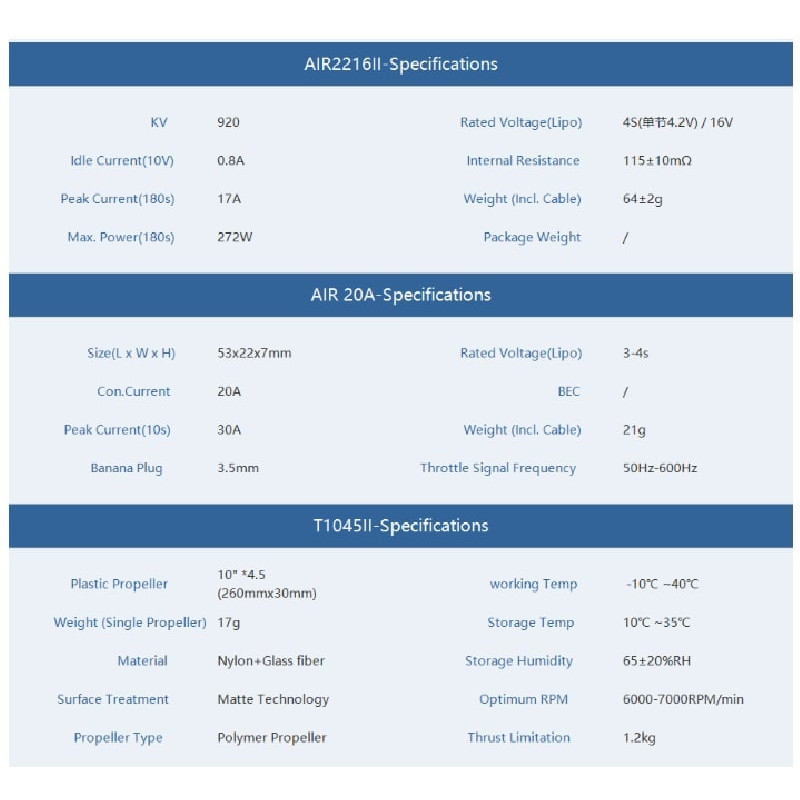 AIR2216II-Specifications
KV 920 Rated Voltage(Lipo) 4S(单节4.2V) / 16V
Idle Current(10V) 0.8A Internal Resistance 115±10mΩ
Peak Current(180s) 17A Weight (Incl. Cable) 64±2g
Max. Power(180s) 272W Package Weight /
AIR 20A-Specifications
Size(L x W x H) 53x22x7mm Rated Voltage(Lipo) 3-4s
Con.Current 20A BEC /
Peak Current(10s) 30A Weight (Incl. Cable) 21g
Banana Plug 3.5mm Throttle Signal Frequency 50Hz-600Hz
T1045II-Specifications
Plastic Propeller 10" *4.5 working Temp -10℃ ~40℃
(260mmx30mm)
Weight (Single Propeller) 17g Storage Temp 10℃ ~35℃
Material Nylon+Glass fiber Storage Humidity 65±20%RH
Surface Treatment Matte Technology Optimum RPM 6000-7000RPM/min
Propeller Type Polymer Propeller Thrust Limitation 1.2kg